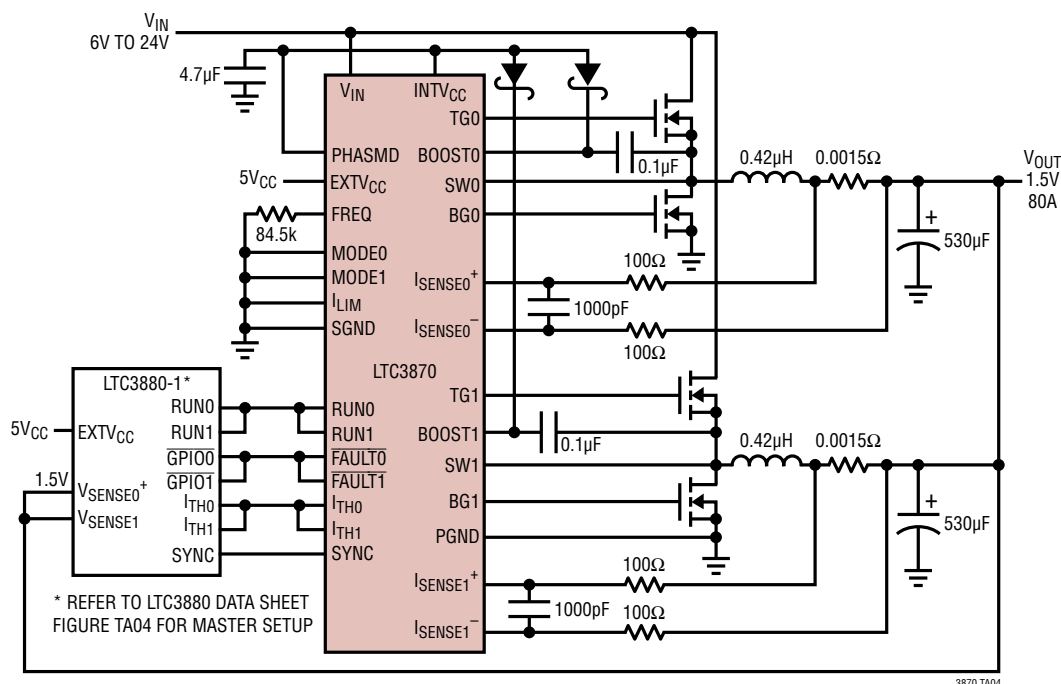 VIN
6V TO 24V
4.7µF
VIN
INTVCC
TG0
PHASMD
BOOST0
0.1µF
0.42µH
0.0015Ω
VOUT
1.5V
80A
5VCC
EXTVCC
SW0
FREQ
BG0
84.5k
530µF
+
MODE0
MODE1
100Ω
ILIM
ISENSE0+
1000pF
SGND
ISENSE0–
100Ω
LTC3870
LTC3880-1*
TG1
RUN0
RUN0
5VCC
EXTVCC
RUN1
RUN1
BOOST1
0.1µF
0.42µH
0.0015Ω
GPIO0
FAULT0
SW1
GPIO1
FAULT1
1.5V
VSENSE0+
ITH0
ITH0
BG1
+
530µF
VSENSE1
ITH1
ITH1
PGND
SYNC
SYNC
100Ω
ISENSE1+
* REFER TO LTC3880 DATA SHEET
FIGURE TA04 FOR MASTER SETUP
1000pF
100Ω
ISENSE1–
3870 TA04